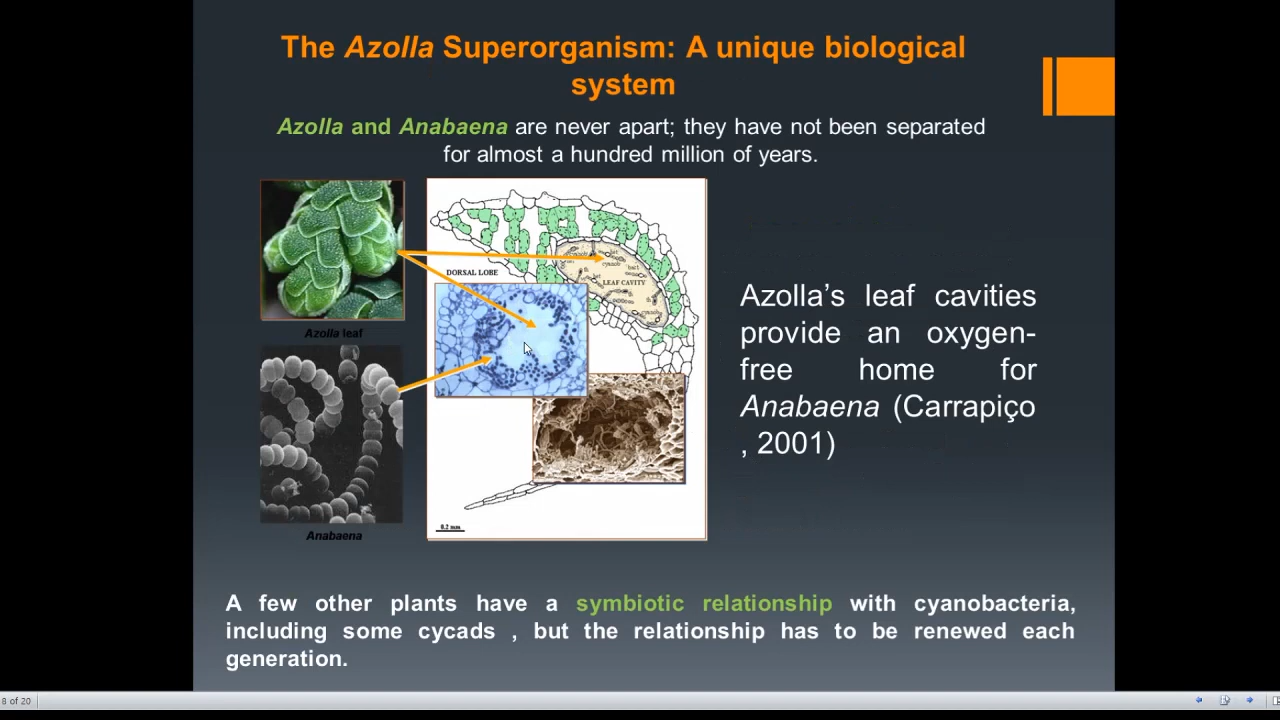 The Azolla Superorganism: A unique biological
system
Azolla and Anabaena are never apart; they have not been separated
for almost a hundred million of years.
Azolla leaf
Anabaena
DORSAL LOBE
LEAF CAVITY
0.2 mm
Azolla’s leaf cavities
provide an oxygen-
free home for
Anabaena (Carrapiço
, 2001)
A few other plants have a symbiotic relationship with cyanobacteria,
including some cycads , but the relationship has to be renewed each
generation.
8 of 20